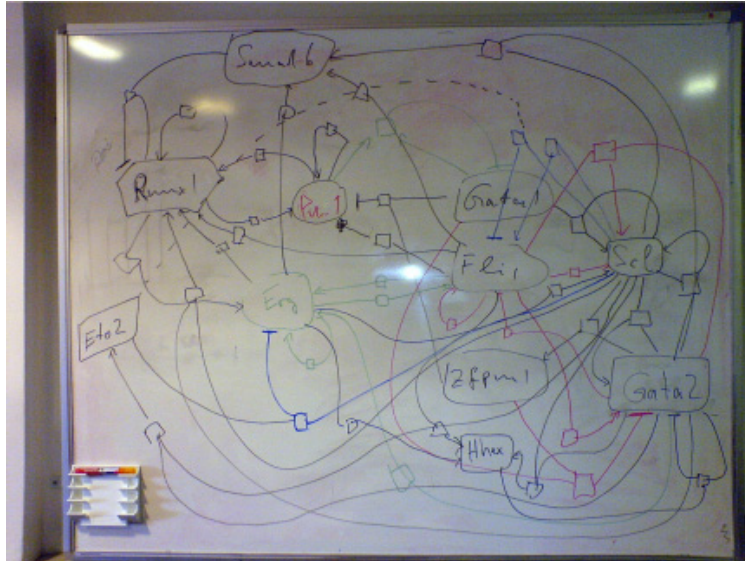 Smad6
Runx1
Pu.1
Gata1
Fli1
Scl
Erg
Eto2
Zfpm1
Gata2
Hhex